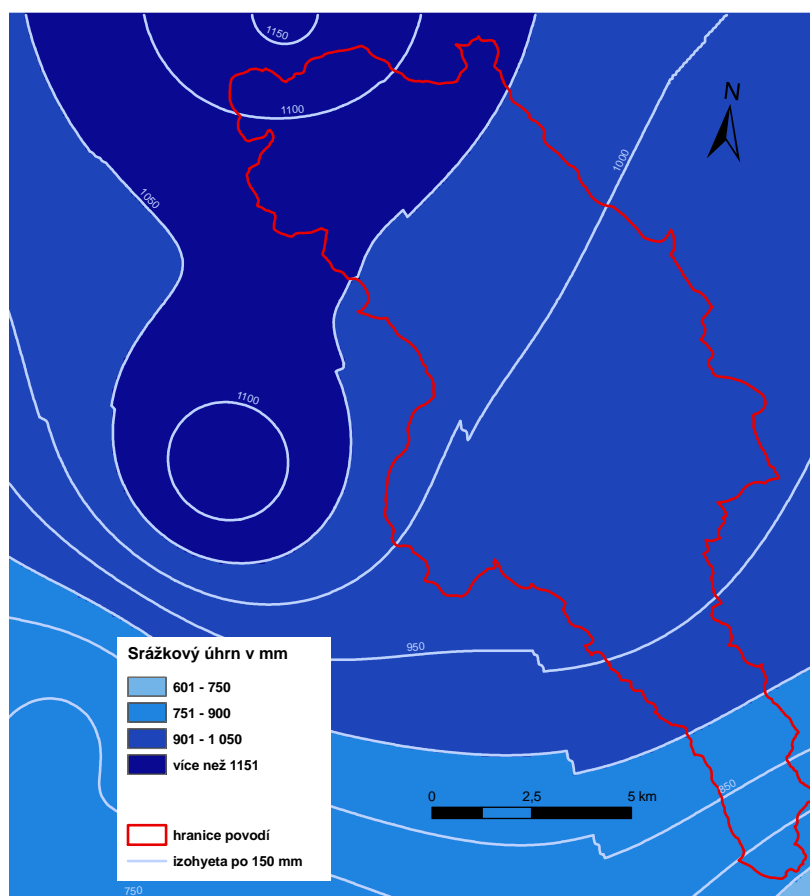 1150
1100
N
1000
1050
1100
950
850
750
Srážkový úhrn v mm
601 - 750
751 - 900
901 - 1 050
více než 1151
hranice povodí
izohyeta po 150 mm
0 2,5 5 km